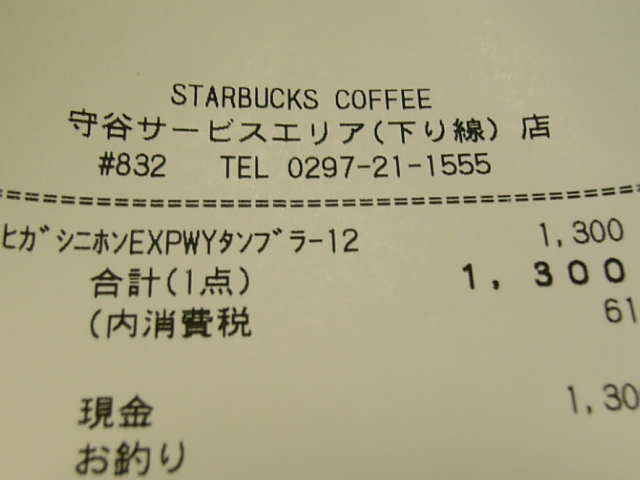 STARBUCKS COFFEE
守谷サービスエリア(下り線) 店
#832 TEL 0297-21-1555
ﾋｶﾞｼﾆﾎﾝEXPWYﾀﾝﾌﾞﾗｰ12 1,300
合計(1点) 1,300
(内消費税 61
現金 1,30
お釣り